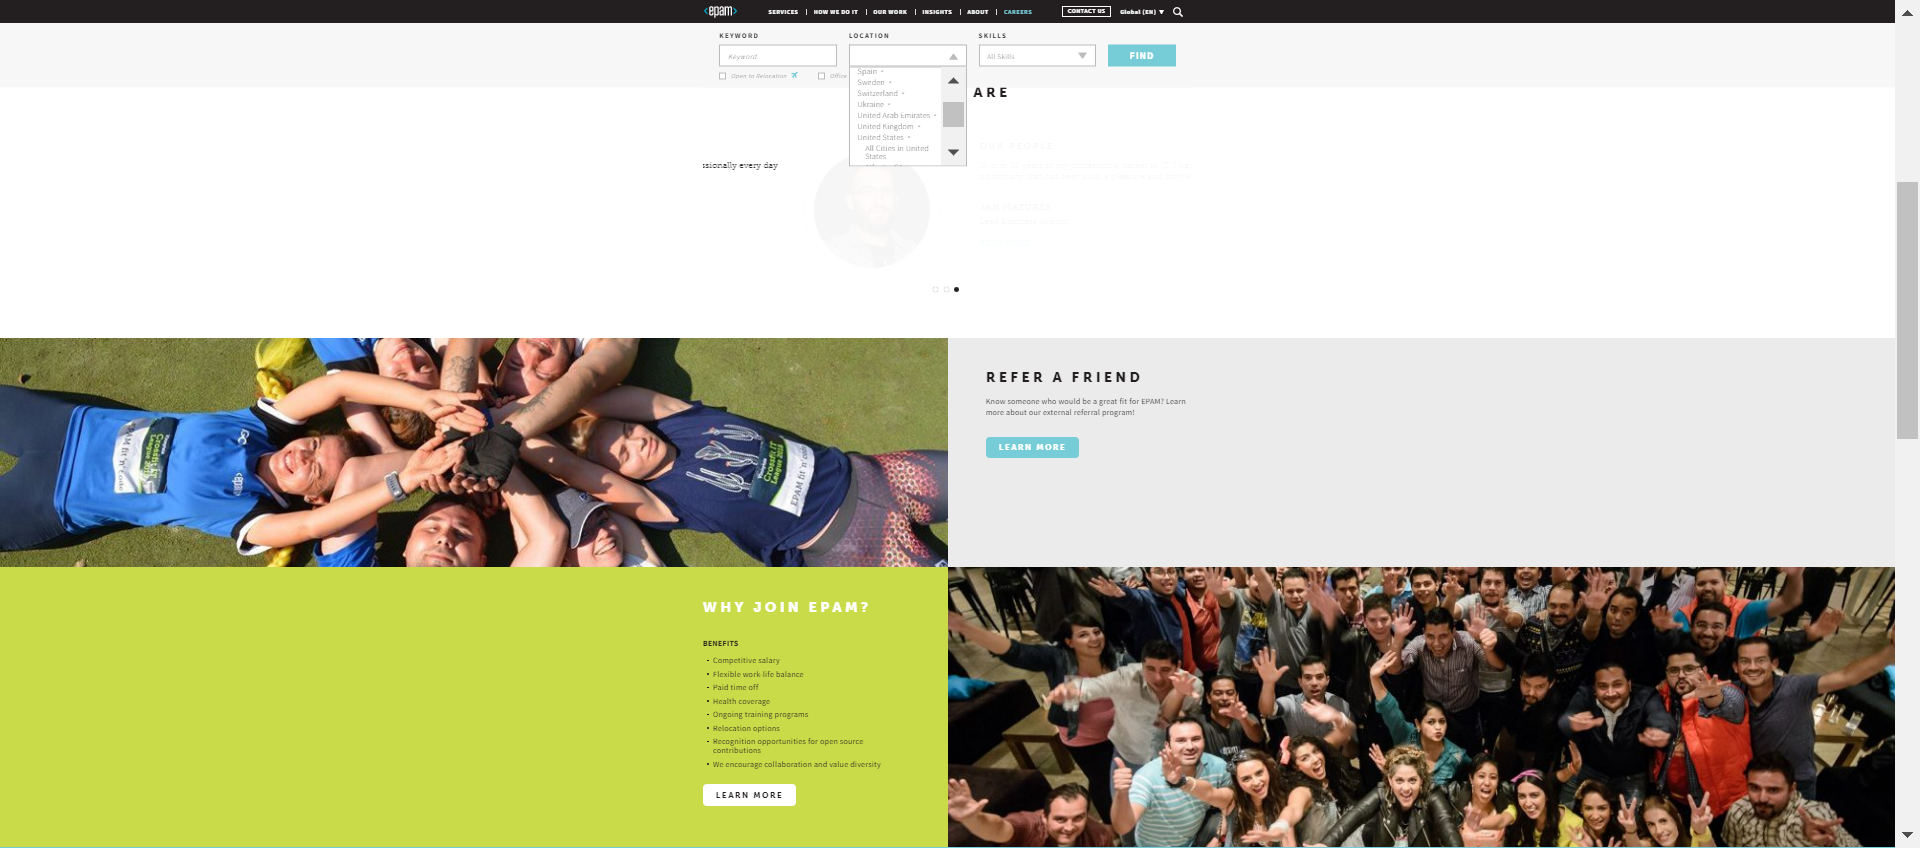 <epam>
SERVICES | HOW WE DO IT | OUR WORK | INSIGHTS | ABOUT | CAREERS
CONTACT US
Global (EN) ▼
KEYWORD
LOCATION
SKILLS
Keyword
All Skills
FIND
Open to Relocation
Office
Spain
Sweden
Switzerland
Ukraine
United Arab Emirates
United Kingdom
United States
All Cities in United
States
ARE
OUR PEOPLE
ssionally every day
REFER A FRIEND
Know someone who would be a great fit for EPAM? Learn
more about our external referral program!
LEARN MORE
WHY JOIN EPAM?
BENEFITS
• Competitive salary
• Flexible work life balance
• Paid time off
• Health coverage
• Ongoing training programs
• Relocation options
• Recognition opportunities for open source
contributions
• We encourage collaboration and value diversity
LEARN MORE